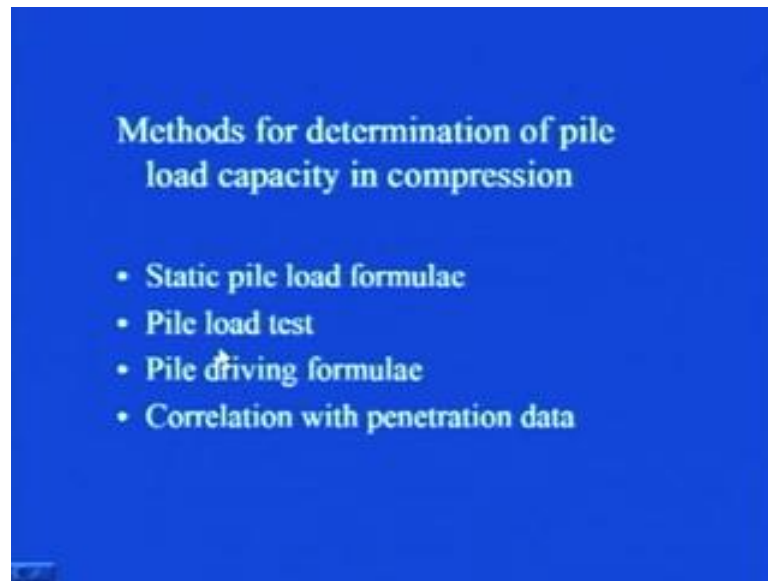 Methods for determination of pile
load capacity in compression
• Static pile load formulae
• Pile load test
• Pile driving formulae
• Correlation with penetration data